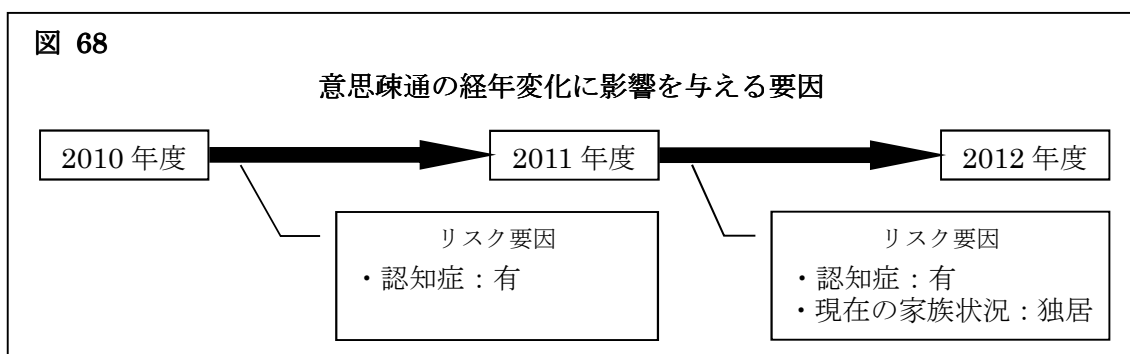 図 68
意思疎通の経年変化に影響を与える要因
2010 年度
2011 年度
2012 年度
リスク要因
・認知症：有
リスク要因
・認知症：有
・現在の家族状況：独居